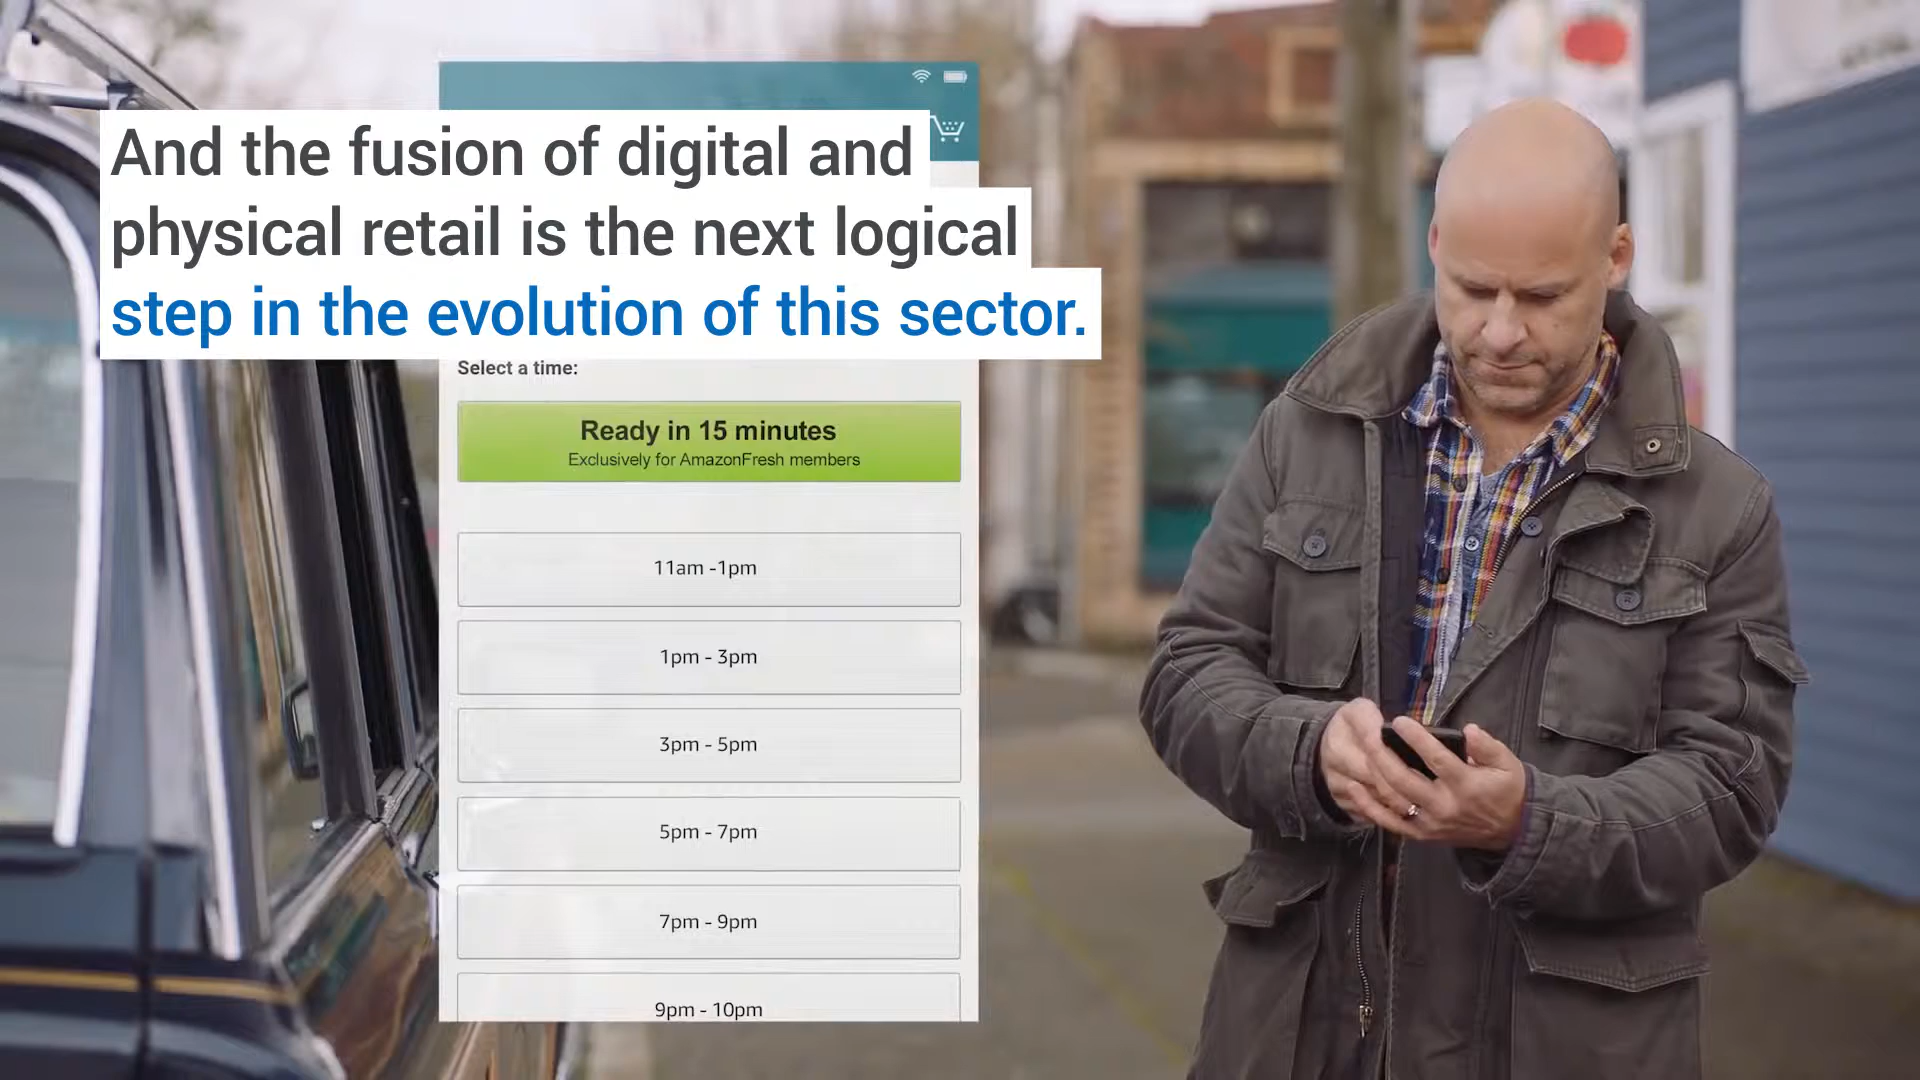 And the fusion of digital and
physical retail is the next logical
step in the evolution of this sector.
Select a time:
Ready in 15 minutes
Exclusively for AmazonFresh members
11am -1pm
1pm - 3pm
3pm - 5pm
5pm - 7pm
7pm - 9pm
9pm - 10pm